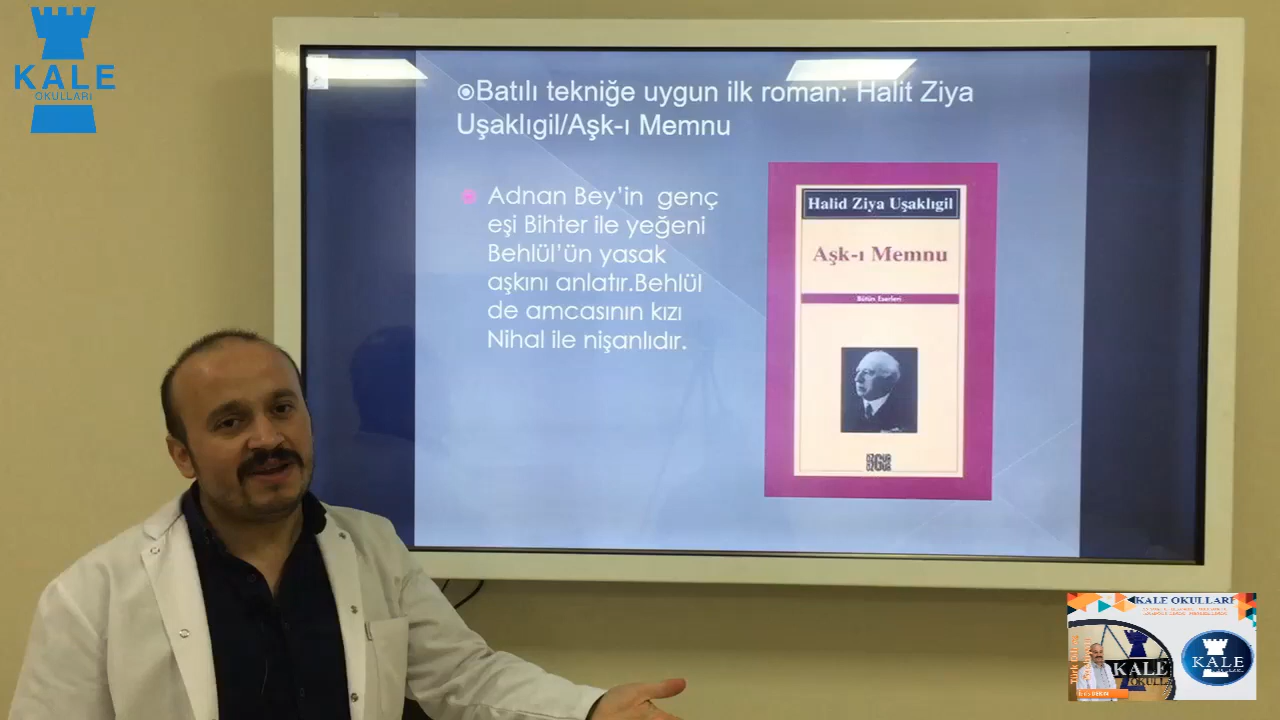 KALE
OKULLARI
Batılı tekniğe uygun ilk roman: Halit Ziya
Uşaklıgil/Aşk-ı Memnu
Adnan Bey'in genç
eşi Bihter ile yeğeni
Behlül'ün yasak
aşkını anlatır.Behlül
de amcasının kızı
Nihal ile nişanlıdır.
Halid Ziya Uşaklıgil
Aşk-ı Memnu
Bütün Eserleri
ÖZGÜR
KALE OKULLARI
KALE
OKULL
KALE